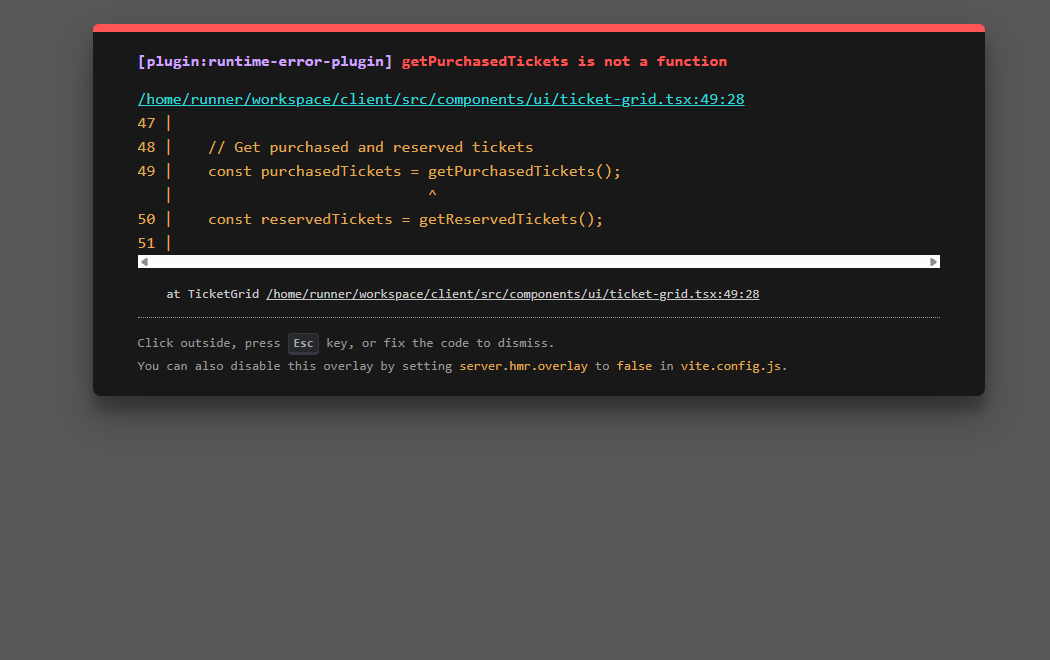 [plugin:runtime-error-plugin] getPurchasedTickets is not a function
/home/runner/workspace/client/src/components/ui/ticket-grid.tsx:49:28
47 |
48 |    // Get purchased and reserved tickets
49 |    const purchasedTickets = getPurchasedTickets();
   |                             ^
50 |    const reservedTickets = getReservedTickets();
51 |
at TicketGrid /home/runner/workspace/client/src/components/ui/ticket-grid.tsx:49:28
Click outside, press Esc key, or fix the code to dismiss.
You can also disable this overlay by setting server.hmr.overlay to false in vite.config.js.